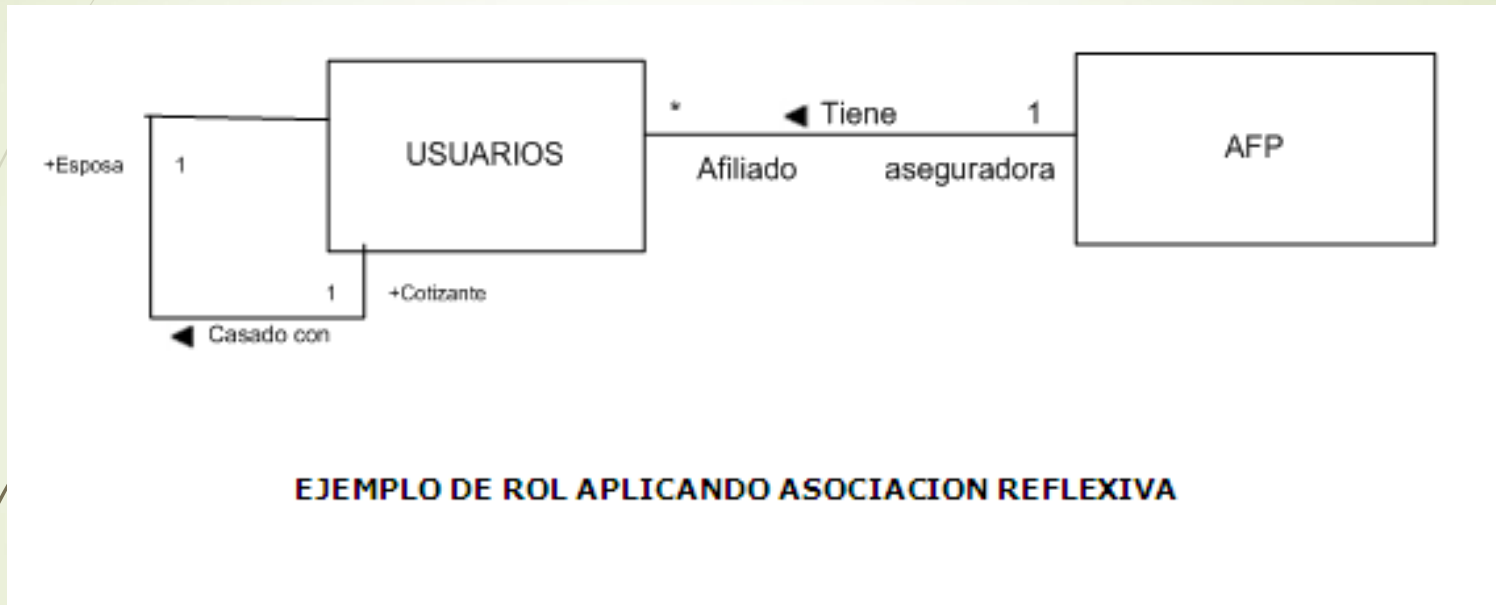 * ◀ Tiene 1
USUARIOS
AFP
+Esposa 1
Afiliado aseguradora
1 +Cotizante
◀ Casado con
EJEMPLO DE ROL APLICANDO ASOCIACION REFLEXIVA